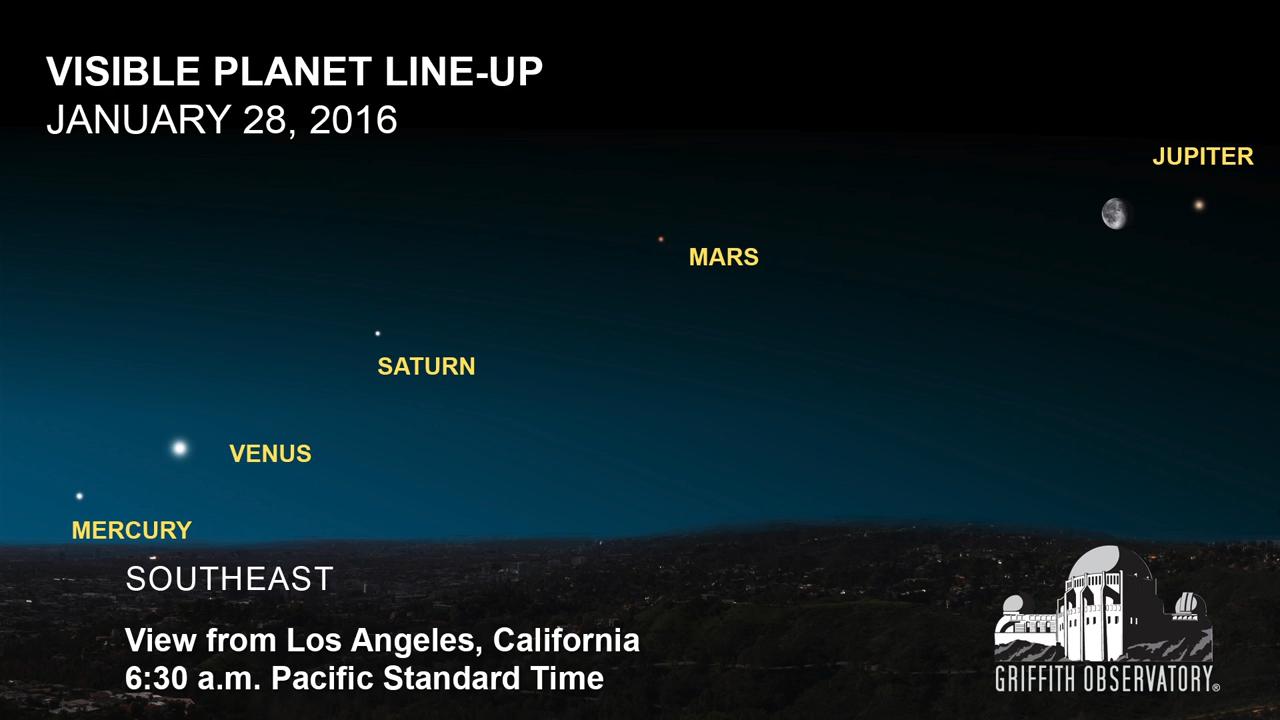 VISIBLE PLANET LINE-UP
JANUARY 28, 2016
JUPITER
MARS
SATURN
VENUS
MERCURY
SOUTHEAST
View from Los Angeles, California
6:30 a.m. Pacific Standard Time
GRIFFITH OBSERVATORY®